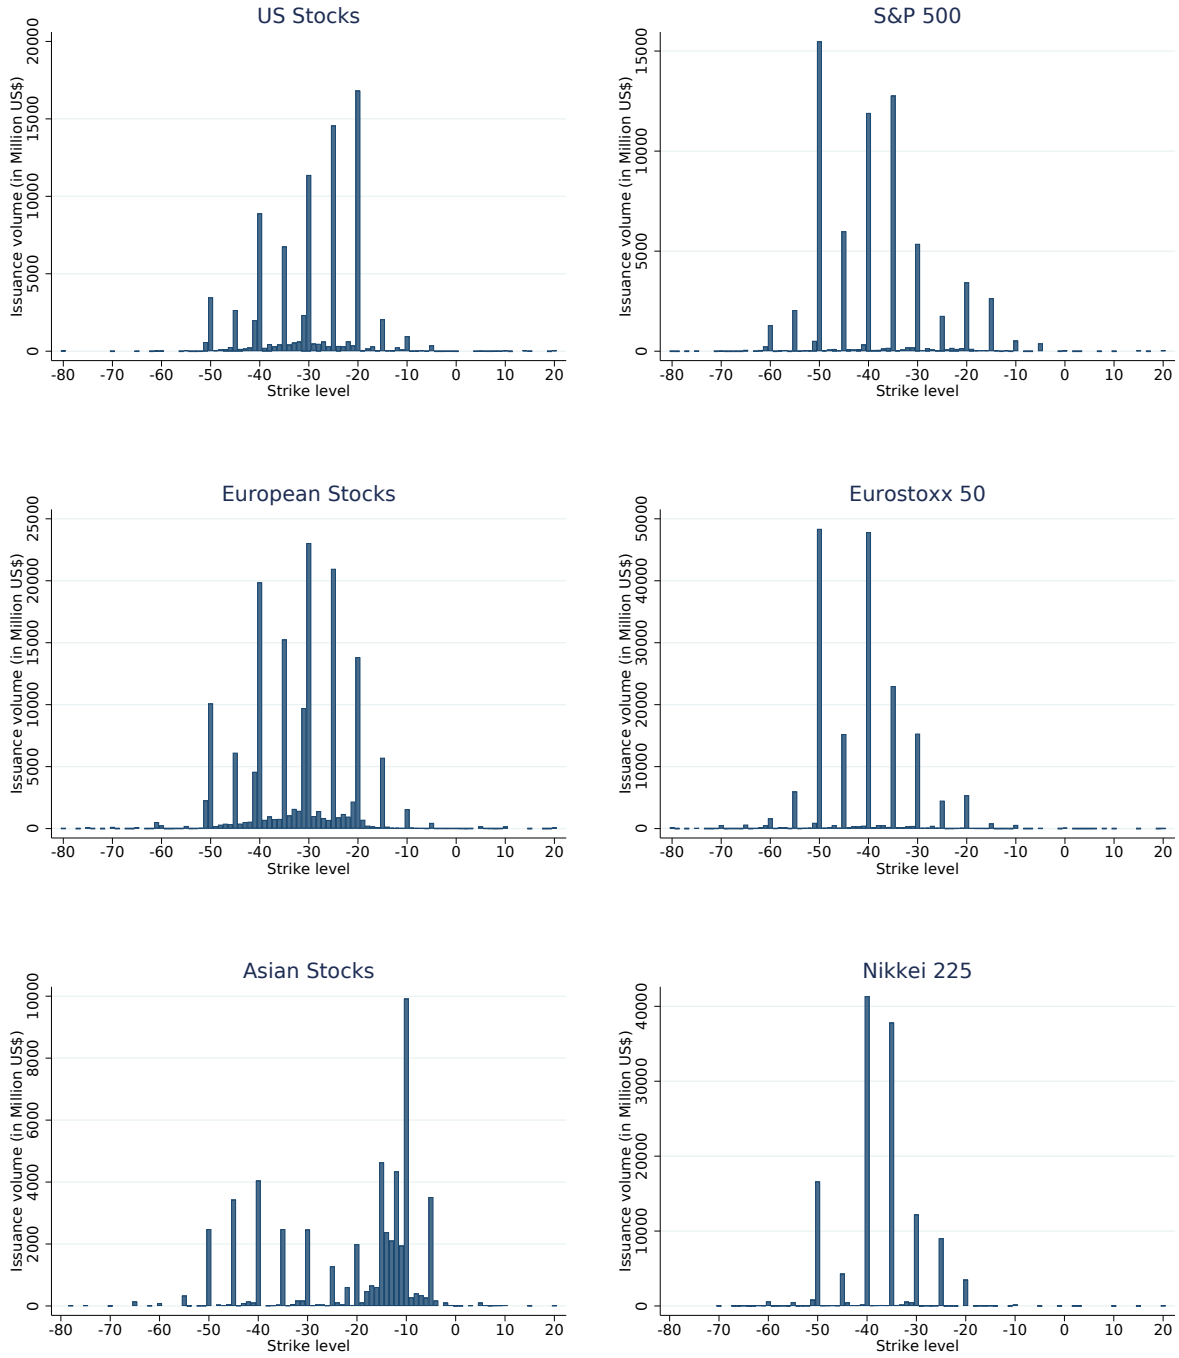 US Stocks
Issuance volume (in Million US$)
20000
15000
10000
5000
0
-80 -70 -60 -50 -40 -30 -20 -10 0 10 20
Strike level
S&P 500
Issuance volume (in Million US$)
15000
10000
5000
0
-80 -70 -60 -50 -40 -30 -20 -10 0 10 20
Strike level
European Stocks
Issuance volume (in Million US$)
25000
20000
15000
10000
5000
0
-80 -70 -60 -50 -40 -30 -20 -10 0 10 20
Strike level
Eurostoxx 50
Issuance volume (in Million US$)
50000
40000
30000
20000
10000
0
-80 -70 -60 -50 -40 -30 -20 -10 0 10 20
Strike level
Asian Stocks
Issuance volume (in Million US$)
10000
8000
6000
4000
2000
0
-80 -70 -60 -50 -40 -30 -20 -10 0 10 20
Strike level
Nikkei 225
Issuance volume (in Million US$)
40000
30000
20000
10000
0
-80 -70 -60 -50 -40 -30 -20 -10 0 10 20
Strike level